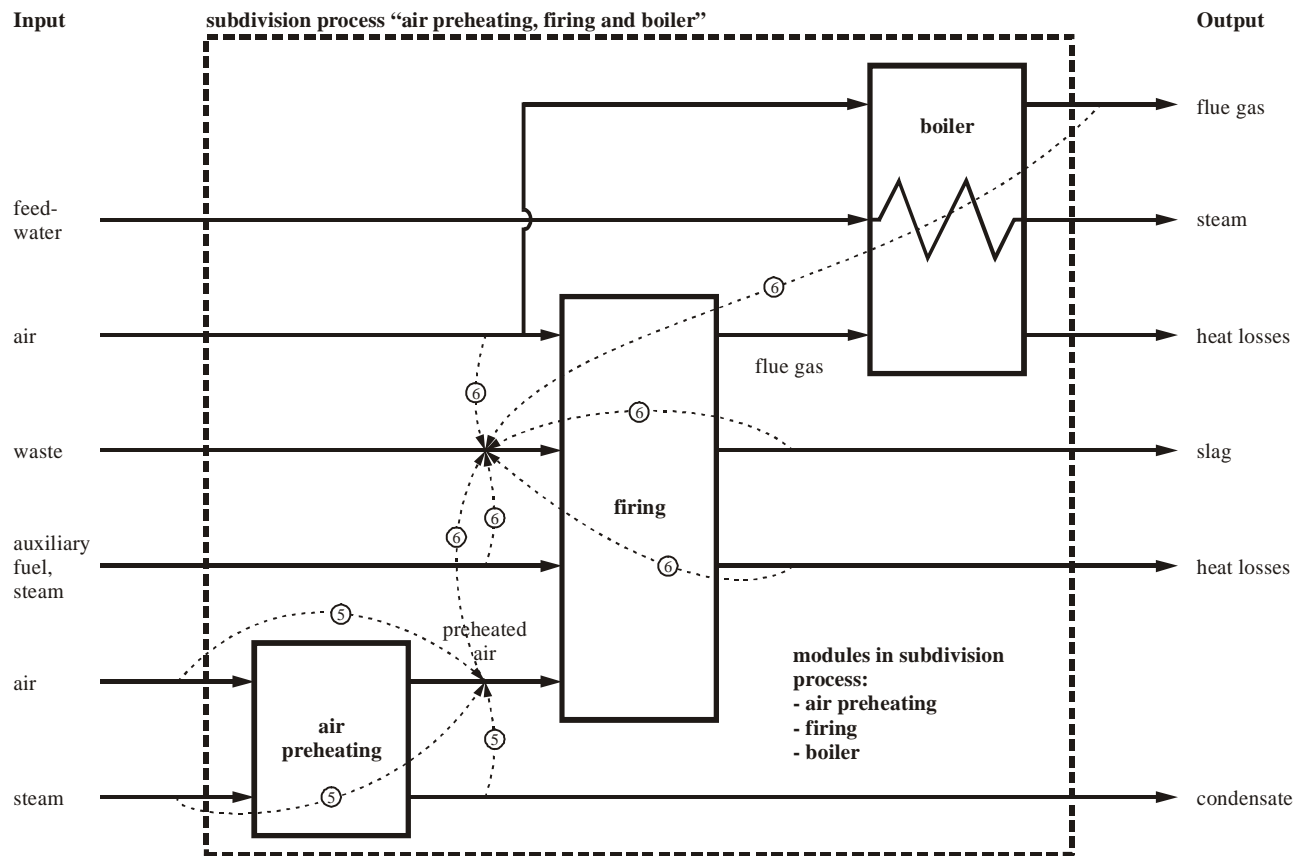 Input
subdivision process “air preheating, firing and boiler”
Output
flue gas
boiler
feed-
water
steam
6
air
heat losses
flue gas
6
6
waste
slag
firing
6
6
auxiliary
fuel,
steam
6
heat losses
5
preheated
air
modules in subdivision
process:
- air preheating
- firing
- boiler
air
air
preheating
5
steam
5
condensate